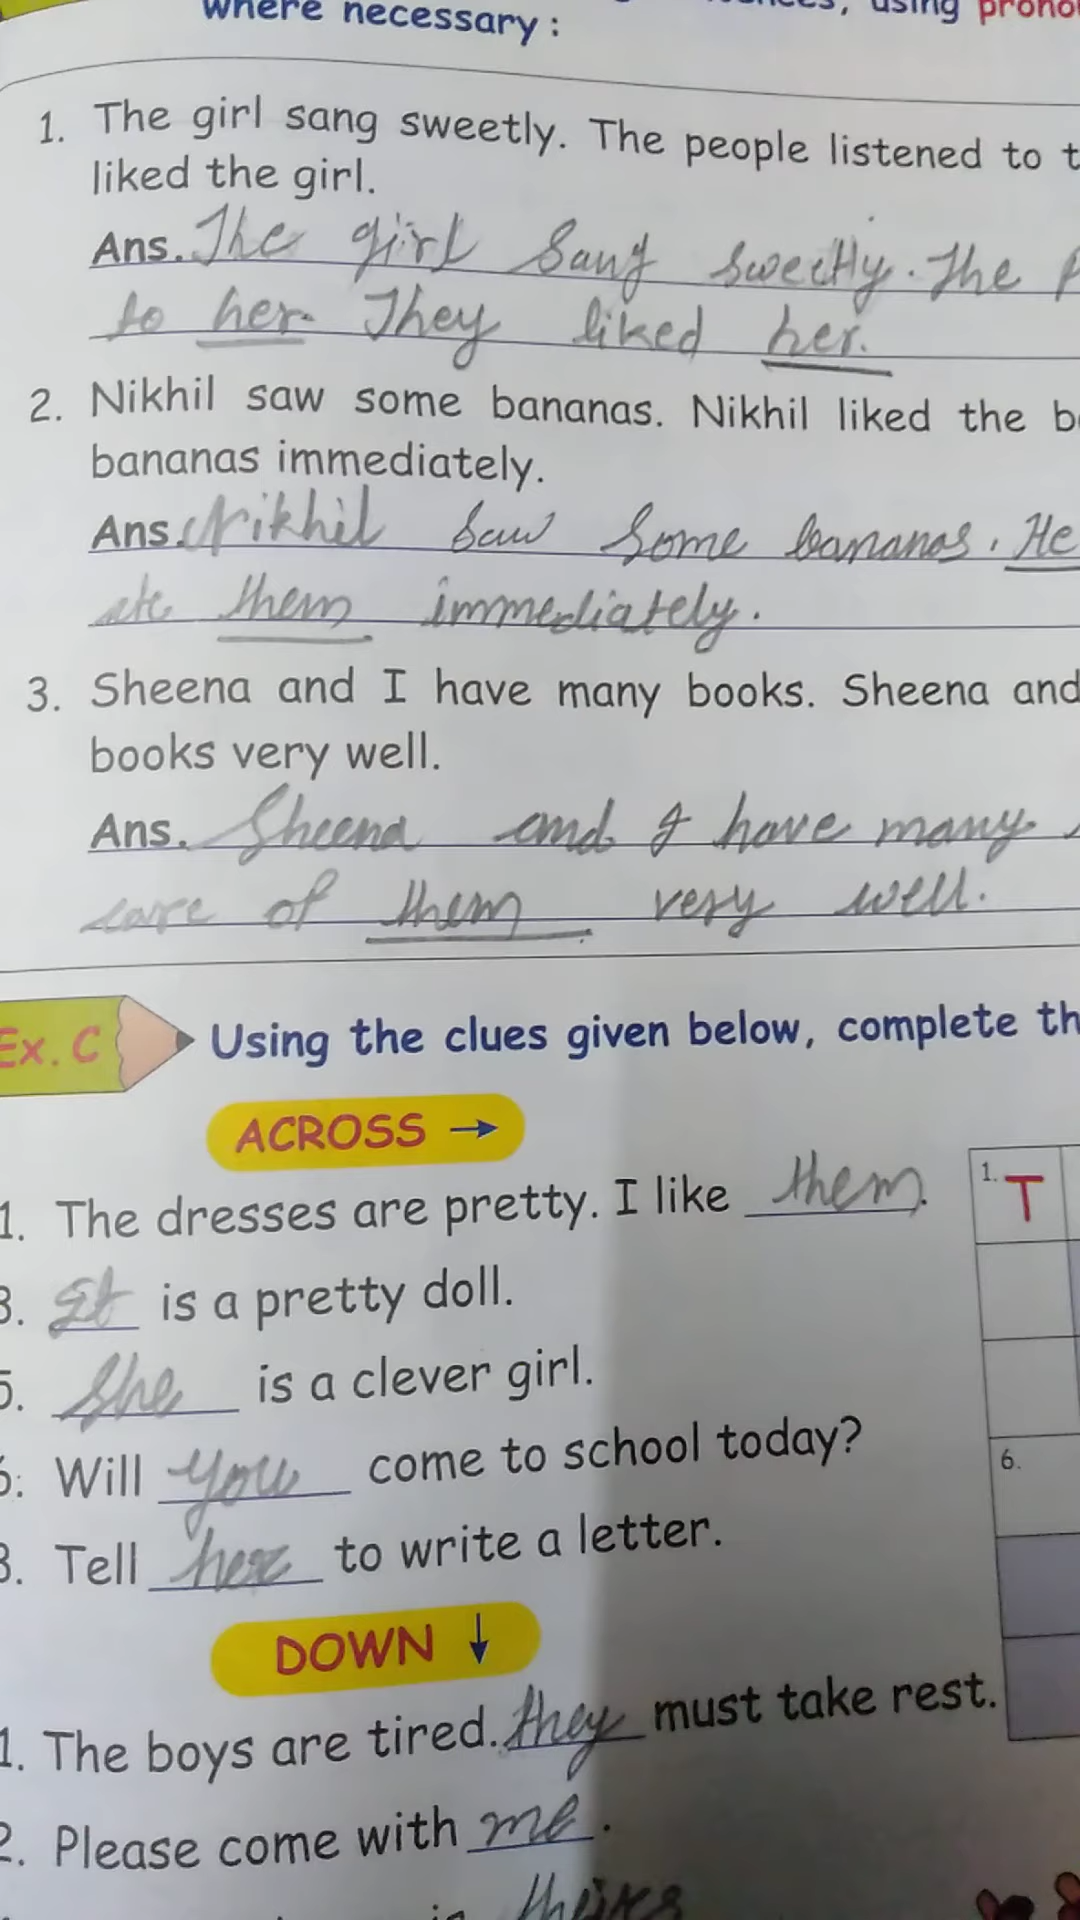 where necessary :
using prono
1. The girl sang sweetly. The people listened to t
liked the girl.
Ans. The girl sang sweetly. The p
to her. They liked her.
2. Nikhil saw some bananas. Nikhil liked the b
bananas immediately.
Ans. Nikhil saw some bananas. He
ate them immediately.
3. Sheena and I have many books. Sheena and
books very well.
Ans. Sheena and I have many
care of them very well.
Ex. C Using the clues given below, complete th
ACROSS →
1. The dresses are pretty. I like them.
3. It is a pretty doll.
5. She is a clever girl.
6. Will you come to school today?
8. Tell her to write a letter.
DOWN ↓
1. The boys are tired. they must take rest.
2. Please come with me.
1. T
6.